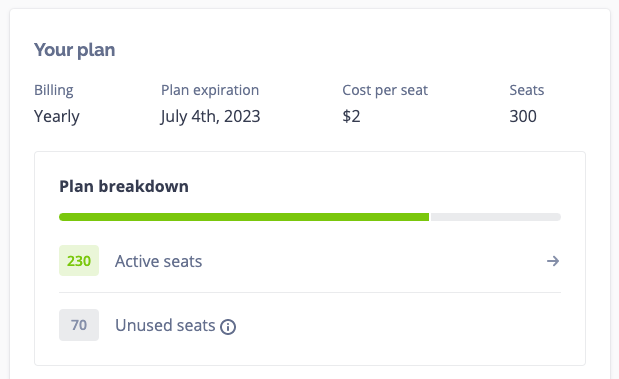 Your plan
Billing Plan expiration Cost per seat Seats
Yearly July 4th, 2023 $2 300
Plan breakdown
230 Active seats
70 Unused seats